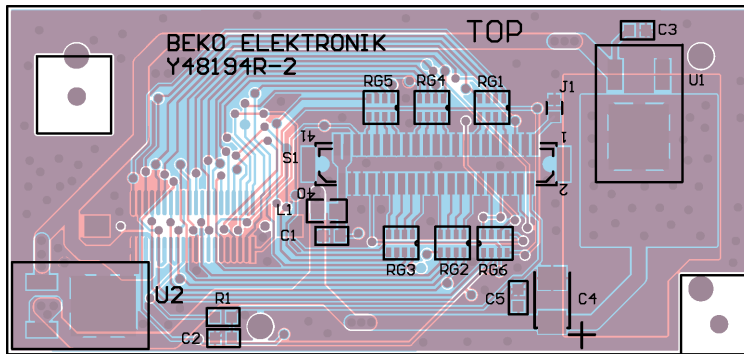 BEKO ELEKTRONIK
Y48194R-2
TOP
C3
U1
RG5
RG4
RG1
J1
41
1
S1
40
2
L1
C1
RG3
RG2
RG6
U2
R1
C2
C5
C4
+